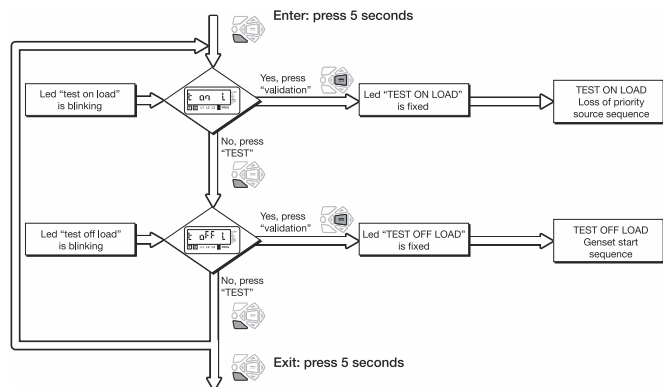 Enter: press 5 seconds
Led "test on load"
is blinking
t on L
Yes, press
"validation"
Led "TEST ON LOAD"
is fixed
TEST ON LOAD
Loss of priority
source sequence
No, press
"TEST"
Led "test off load"
is blinking
t oFF L
Yes, press
"validation"
Led "TEST OFF LOAD"
is fixed
TEST OFF LOAD
Genset start
sequence
No, press
"TEST"
Exit: press 5 seconds